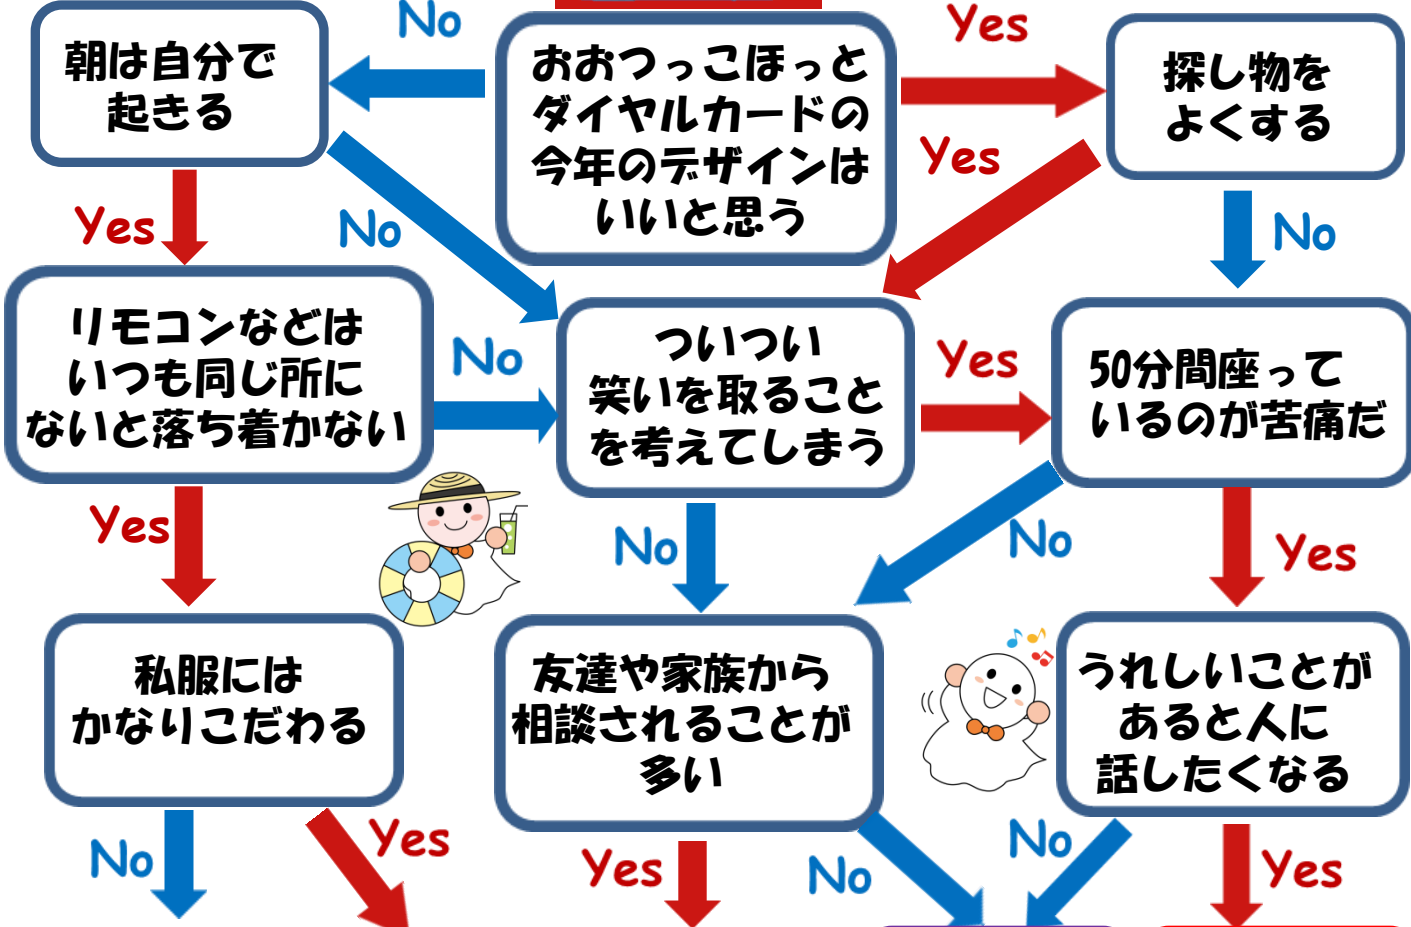 No
Yes
朝は自分で
起きる
おおつっこほっと
ダイヤルカードの
今年のデザインは
いいと思う
探し物を
よくする
Yes
Yes
No
No
リモコンなどは
いつも同じ所に
ないと落ち着かない
No
ついつい
笑いを取ること
を考えてしまう
Yes
50分間座って
いるのが苦痛だ
Yes
No
No
Yes
私服には
かなりこだわる
友達や家族から
相談されることが
多い
うれしいことが
あると人に
話したくなる
No
Yes
Yes
No
No
Yes